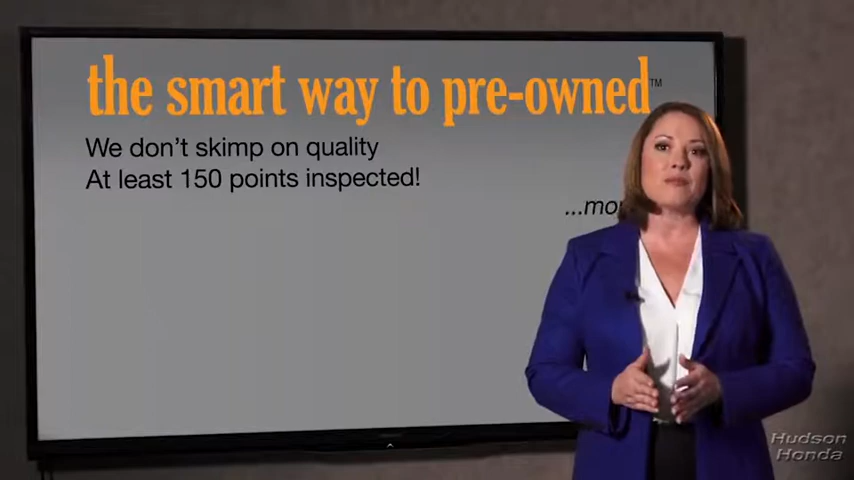 the smart way to pre-owned™
We don't skimp on quality
At least 150 points inspected!
Hudson
Honda